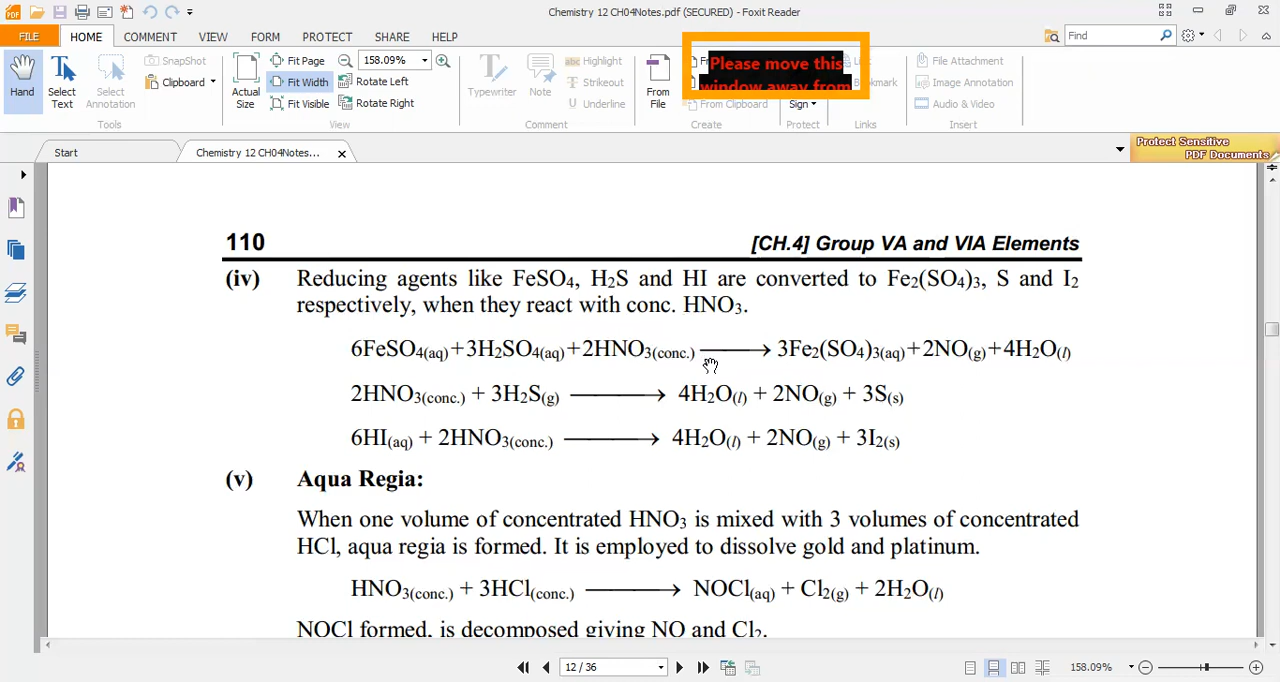 Chemistry 12 CH04Notes.pdf (SECURED) - Foxit Reader
FILE HOME COMMENT VIEW FORM PROTECT SHARE HELP Find
SnapShot Fit Page 158.09% Highlight File Attachment
Clipboard Fit Width Rotate Left Strikeout Image Annotation
Hand Select Text Select Annotation Actual Size Fit Visible Rotate Right Typewriter Note Underline From File From Clipboard Sign Audio & Video
Please move this
window away from
Tools View Comment Create Protect Links Insert
Start Chemistry 12 CH04Notes... Protect Sensitive
PDF Documents
110 [CH.4] Group VA and VIA Elements
(iv) Reducing agents like FeSO₄, H₂S and HI are converted to Fe₂(SO₄)₃, S and I₂
respectively, when they react with conc. HNO₃.
6FeSO₄(aq)+3H₂SO₄(aq)+2HNO₃(conc.) ⟶ 3Fe₂(SO₄)₃(aq)+2NO(g)+4H₂O(l)
2HNO₃(conc.) + 3H₂S(g) ⟶ 4H₂O(l) + 2NO(g) + 3S(s)
6HI(aq) + 2HNO₃(conc.) ⟶ 4H₂O(l) + 2NO(g) + 3I₂(s)
(v) Aqua Regia:
When one volume of concentrated HNO₃ is mixed with 3 volumes of concentrated
HCl, aqua regia is formed. It is employed to dissolve gold and platinum.
HNO₃(conc.) + 3HCl(conc.) ⟶ NOCl(aq) + Cl₂(g) + 2H₂O(l)
NOCl formed, is decomposed giving NO and Cl₂.
12 / 36 158.09%